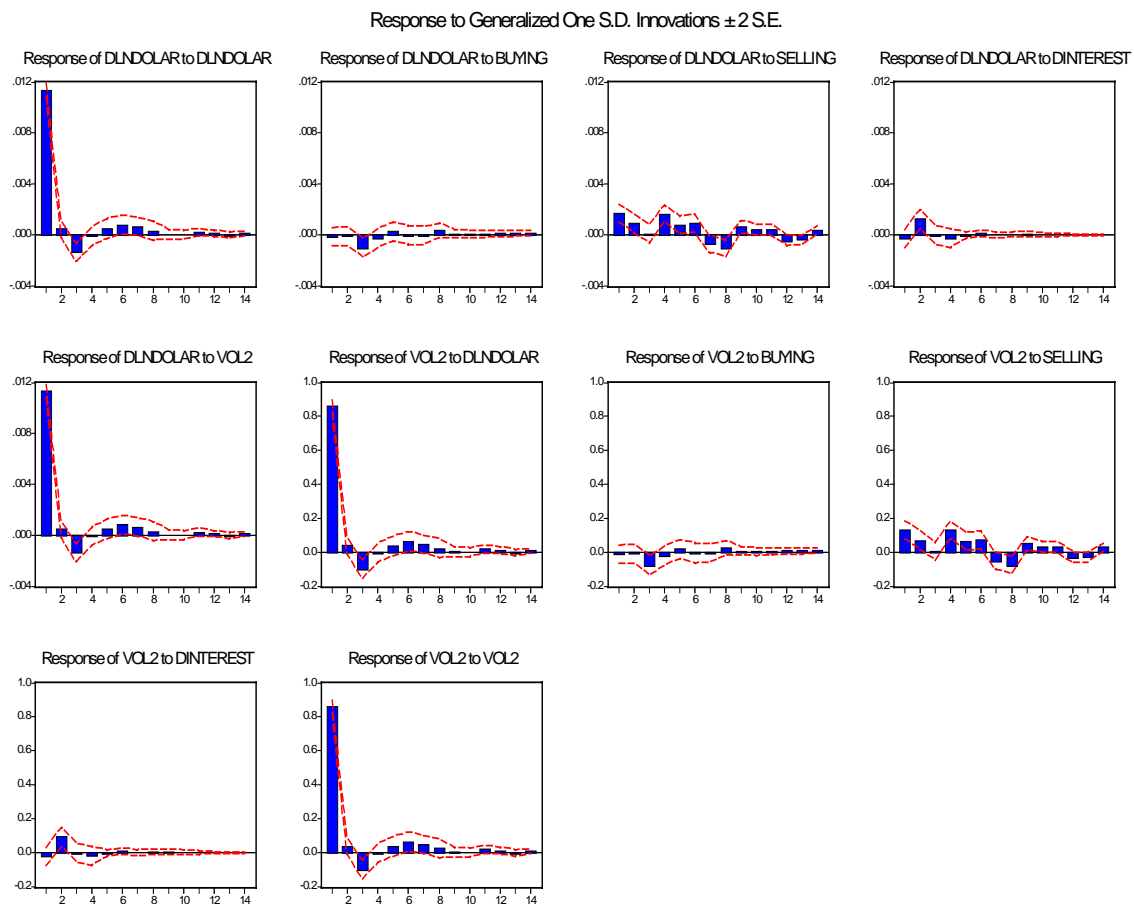 Response to Generalized One S.D. Innovations ± 2 S.E.
Response of DLNDOLAR to DLNDOLAR
.012
.008
.004
.000
-.004
2 4 6 8 10 12 14
Response of DLNDOLAR to BUYING
.012
.008
.004
.000
-.004
2 4 6 8 10 12 14
Response of DLNDOLAR to SELLING
.012
.008
.004
.000
-.004
2 4 6 8 10 12 14
Response of DLNDOLAR to DINTEREST
.012
.008
.004
.000
-.004
2 4 6 8 10 12 14
Response of DLNDOLAR to VOL2
.012
.008
.004
.000
-.004
2 4 6 8 10 12 14
Response of VOL2 to DLNDOLAR
1.0
0.8
0.6
0.4
0.2
0.0
-0.2
2 4 6 8 10 12 14
Response of VOL2 to BUYING
1.0
0.8
0.6
0.4
0.2
0.0
-0.2
2 4 6 8 10 12 14
Response of VOL2 to SELLING
1.0
0.8
0.6
0.4
0.2
0.0
-0.2
2 4 6 8 10 12 14
Response of VOL2 to DINTEREST
1.0
0.8
0.6
0.4
0.2
0.0
-0.2
2 4 6 8 10 12 14
Response of VOL2 to VOL2
1.0
0.8
0.6
0.4
0.2
0.0
-0.2
2 4 6 8 10 12 14